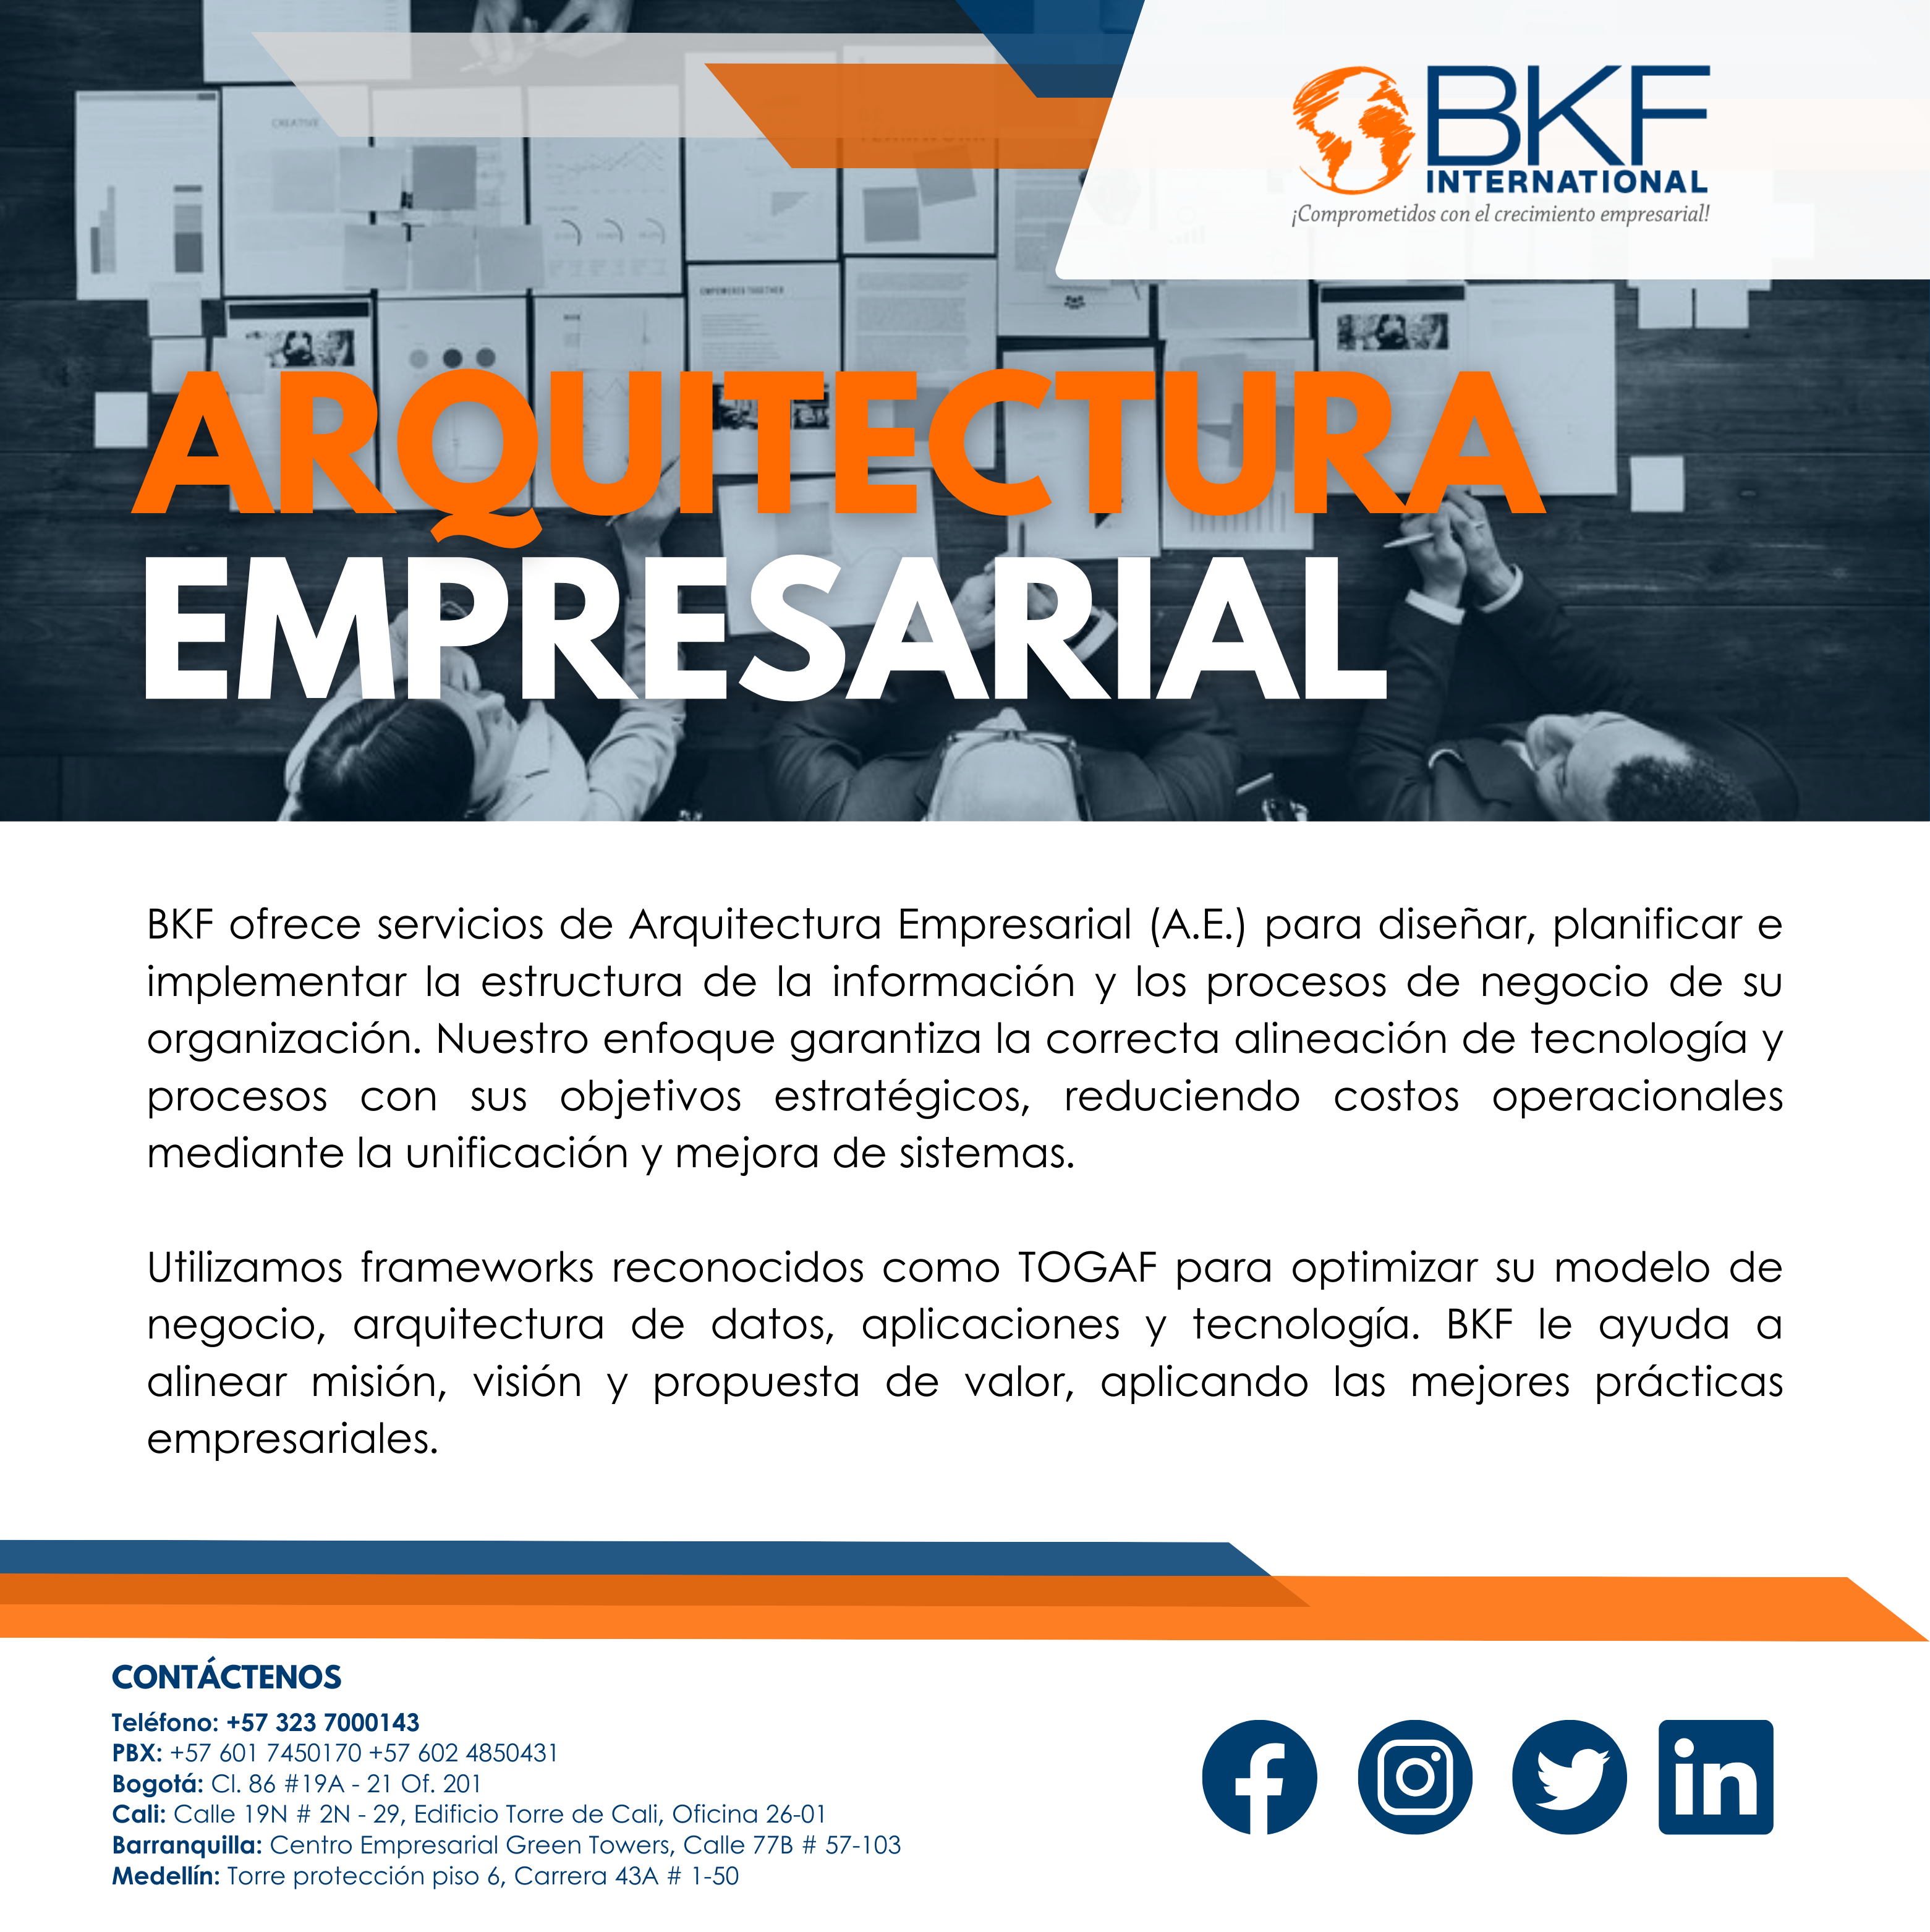 BKF
INTERNATIONAL
¡Comprometidos con el crecimiento empresarial!
CREATIVE
TEAMWORK
EMPOWERED TOGETHER
ARQUITECTURA
EMPRESARIAL
BKF ofrece servicios de Arquitectura Empresarial (A.E.) para diseñar, planificar e
implementar la estructura de la información y los procesos de negocio de su
organización. Nuestro enfoque garantiza la correcta alineación de tecnología y
procesos con sus objetivos estratégicos, reduciendo costos operacionales
mediante la unificación y mejora de sistemas.
Utilizamos frameworks reconocidos como TOGAF para optimizar su modelo de
negocio, arquitectura de datos, aplicaciones y tecnología. BKF le ayuda a
alinear misión, visión y propuesta de valor, aplicando las mejores prácticas
empresariales.
CONTÁCTENOS
Teléfono: +57 323 7000143
PBX: +57 601 7450170 +57 602 4850431
Bogotá: Cl. 86 #19A - 21 Of. 201
Cali: Calle 19N # 2N - 29, Edificio Torre de Cali, Oficina 26-01
Barranquilla: Centro Empresarial Green Towers, Calle 77B # 57-103
Medellín: Torre protección piso 6, Carrera 43A # 1-50